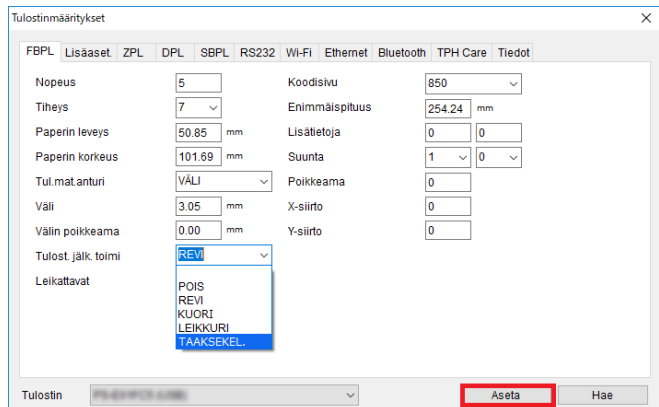 Tulostinmääritykset
FBPL Lisäaset. ZPL DPL SBPL RS232 Wi-Fi Ethernet Bluetooth TPH Care Tiedot
Nopeus 5 Koodisivu 850
Tiheys 7 Enimmäispituus 254.24 mm
Paperin leveys 50.85 mm Lisätietoja 0 0
Paperin korkeus 101.69 mm Suunta 1 0
Tul.mat.anturi VÄLI Poikkeama 0
Väli 3.05 mm X-siirto 0
Välin poikkeama 0.00 mm Y-siirto 0
Tulost. jälk. toimi REVI
Leikattavat
POIS
REVI
KUORI
LEIKKURI
TAAKSEKEL.
Tulostin Aseta Hae